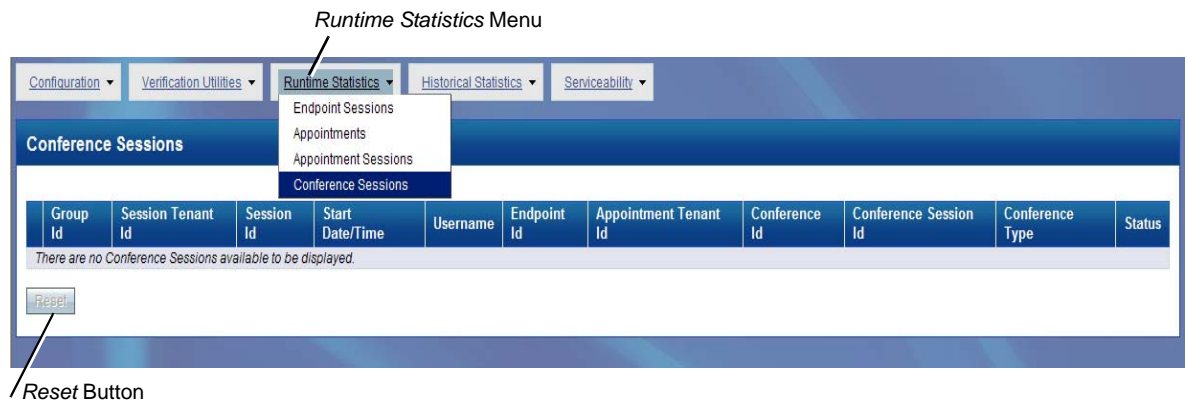 Runtime Statistics Menu
Configuration Verification Utilities Runtime Statistics Historical Statistics Serviceability
Endpoint Sessions
Appointments
Appointment Sessions
Conference Sessions
Conference Sessions
Group Id Session Tenant Id Session Id Start Date/Time Username Endpoint Id Appointment Tenant Id Conference Id Conference Session Id Conference Type Status
There are no Conference Sessions available to be displayed.
Reset
Reset Button